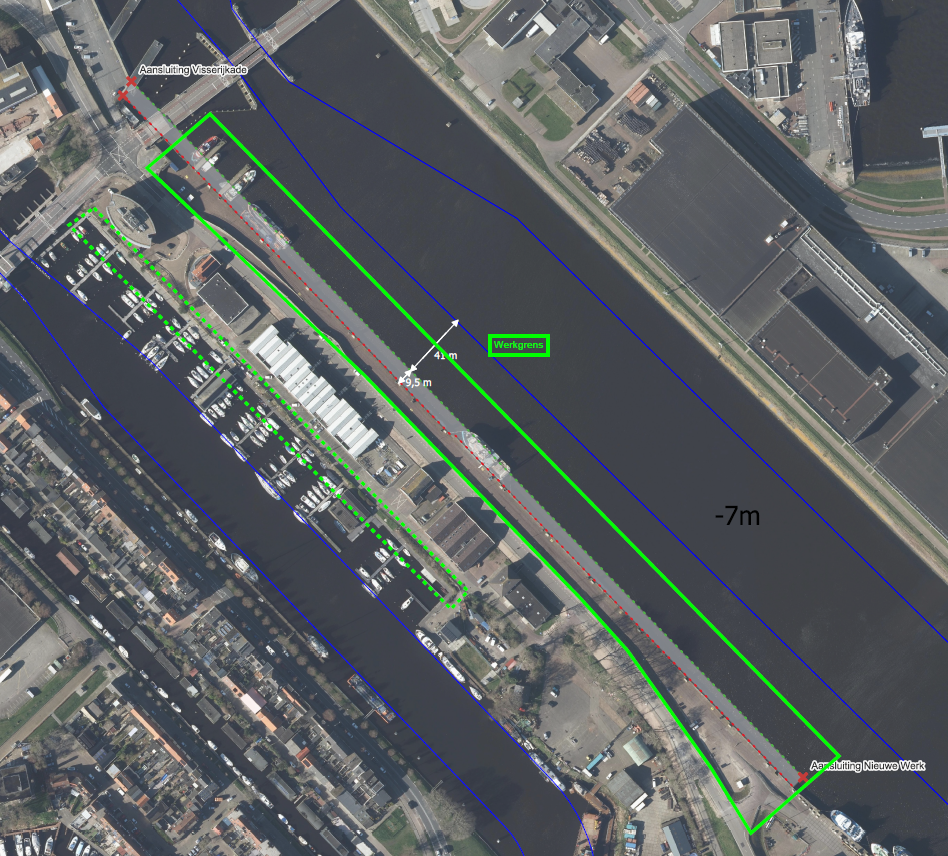 Aansluiting Visserijkade
Werkgrens
41 m
9,5 m
-7m
Aansluiting Nieuwe Werk